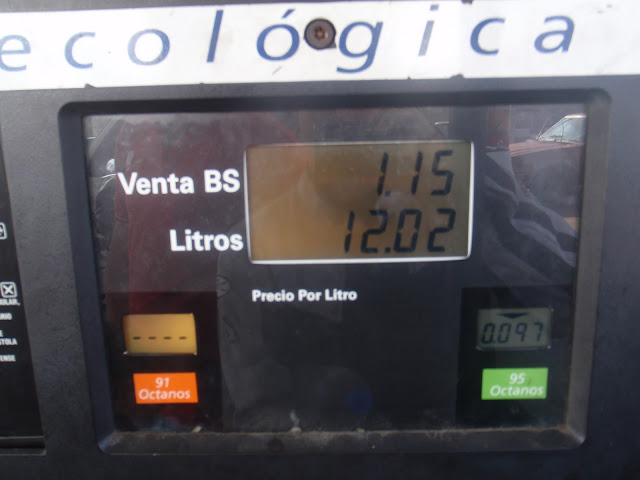 ecológica
Venta BS 1.15
Litros 12.02
Precio Por Litro
---- 0.097
91 95
Octanos Octanos